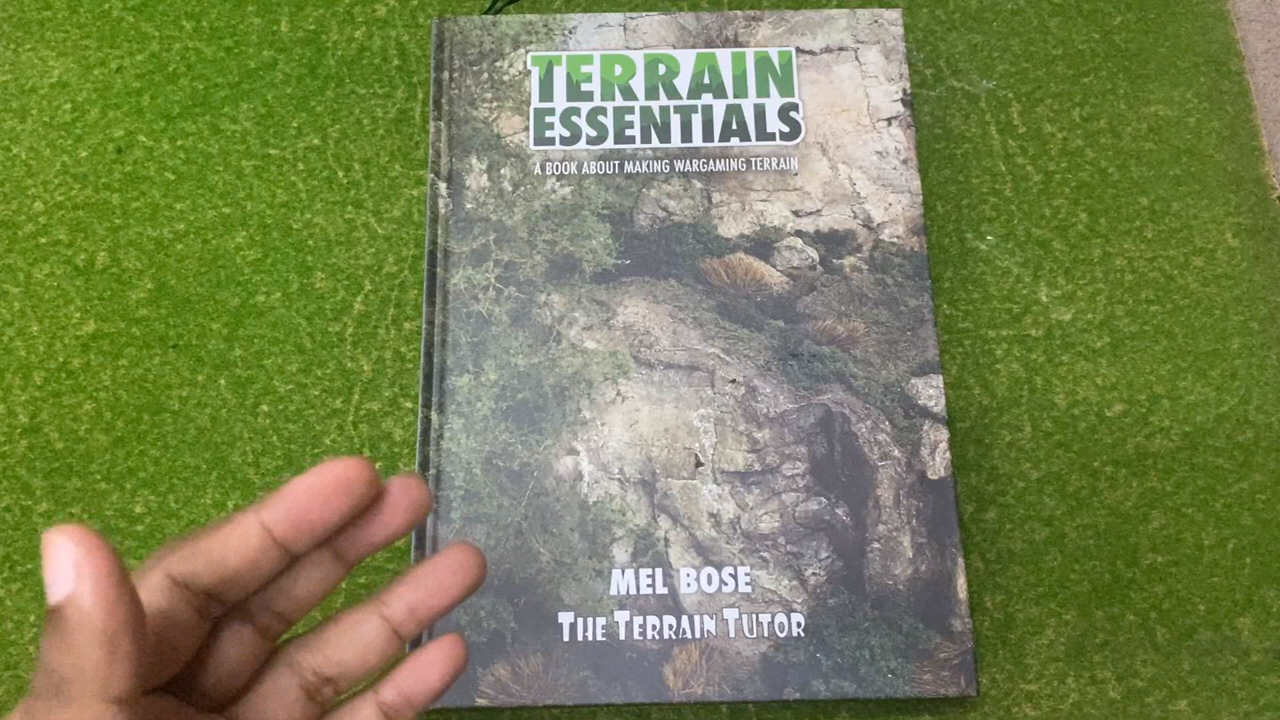 TERRAIN
ESSENTIALS
A BOOK ABOUT MAKING WARGAMING TERRAIN
MEL BOSE
THE TERRAIN TUTOR